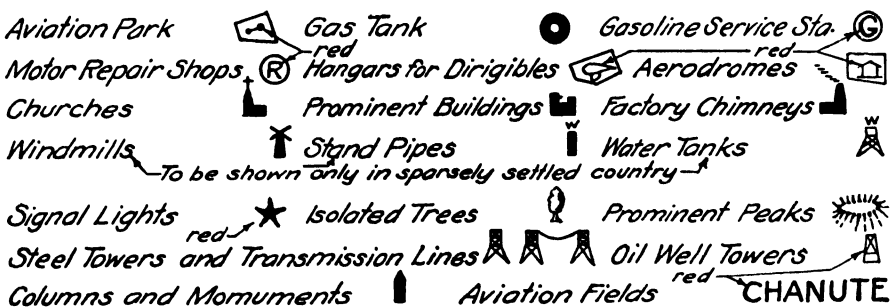 Aviation Park Gas Tank Gasoline Service Sta. G
red red
Motor Repair Shops R Hangars for Dirigibles Aerodromes
Churches Prominent Buildings Factory Chimneys
Windmills Stand Pipes W Water Tanks W
To be shown only in sparsely settled country
Signal Lights Isolated Trees Prominent Peaks
red
Steel Towers and Transmission Lines Oil Well Towers
red
Columns and Momuments Aviation Fields CHANUTE